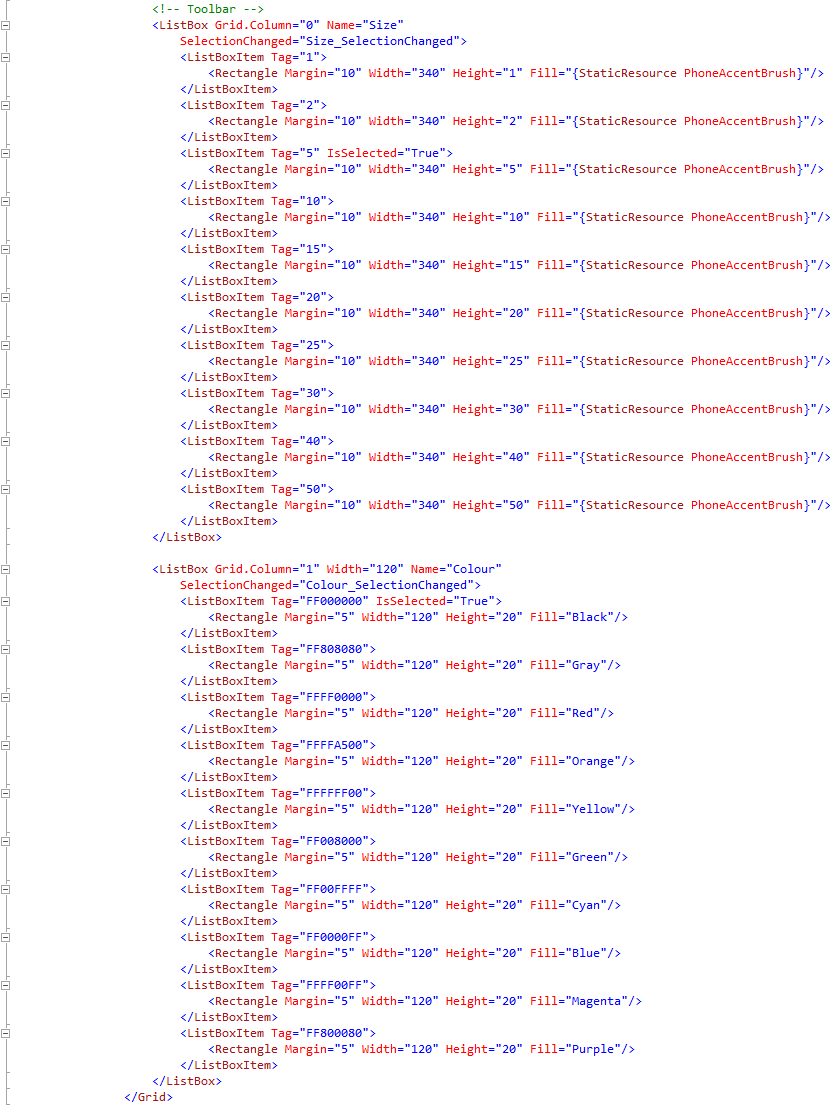 <!-- Toolbar -->
<ListBox Grid.Column="0" Name="Size"
SelectionChanged="Size_SelectionChanged">
<ListBoxItem Tag="1">
<Rectangle Margin="10" Width="340" Height="1" Fill="{StaticResource PhoneAccentBrush}"/>
</ListBoxItem>
<ListBoxItem Tag="2">
<Rectangle Margin="10" Width="340" Height="2" Fill="{StaticResource PhoneAccentBrush}"/>
</ListBoxItem>
<ListBoxItem Tag="5" IsSelected="True">
<Rectangle Margin="10" Width="340" Height="5" Fill="{StaticResource PhoneAccentBrush}"/>
</ListBoxItem>
<ListBoxItem Tag="10">
<Rectangle Margin="10" Width="340" Height="10" Fill="{StaticResource PhoneAccentBrush}"/>
</ListBoxItem>
<ListBoxItem Tag="15">
<Rectangle Margin="10" Width="340" Height="15" Fill="{StaticResource PhoneAccentBrush}"/>
</ListBoxItem>
<ListBoxItem Tag="20">
<Rectangle Margin="10" Width="340" Height="20" Fill="{StaticResource PhoneAccentBrush}"/>
</ListBoxItem>
<ListBoxItem Tag="25">
<Rectangle Margin="10" Width="340" Height="25" Fill="{StaticResource PhoneAccentBrush}"/>
</ListBoxItem>
<ListBoxItem Tag="30">
<Rectangle Margin="10" Width="340" Height="30" Fill="{StaticResource PhoneAccentBrush}"/>
</ListBoxItem>
<ListBoxItem Tag="40">
<Rectangle Margin="10" Width="340" Height="40" Fill="{StaticResource PhoneAccentBrush}"/>
</ListBoxItem>
<ListBoxItem Tag="50">
<Rectangle Margin="10" Width="340" Height="50" Fill="{StaticResource PhoneAccentBrush}"/>
</ListBoxItem>
</ListBox>
<ListBox Grid.Column="1" Width="120" Name="Colour"
SelectionChanged="Colour_SelectionChanged">
<ListBoxItem Tag="FF000000" IsSelected="True">
<Rectangle Margin="5" Width="120" Height="20" Fill="Black"/>
</ListBoxItem>
<ListBoxItem Tag="FF808080">
<Rectangle Margin="5" Width="120" Height="20" Fill="Gray"/>
</ListBoxItem>
<ListBoxItem Tag="FFFF0000">
<Rectangle Margin="5" Width="120" Height="20" Fill="Red"/>
</ListBoxItem>
<ListBoxItem Tag="FFFFA500">
<Rectangle Margin="5" Width="120" Height="20" Fill="Orange"/>
</ListBoxItem>
<ListBoxItem Tag="FFFFFF00">
<Rectangle Margin="5" Width="120" Height="20" Fill="Yellow"/>
</ListBoxItem>
<ListBoxItem Tag="FF008000">
<Rectangle Margin="5" Width="120" Height="20" Fill="Green"/>
</ListBoxItem>
<ListBoxItem Tag="FF00FFFF">
<Rectangle Margin="5" Width="120" Height="20" Fill="Cyan"/>
</ListBoxItem>
<ListBoxItem Tag="FF0000FF">
<Rectangle Margin="5" Width="120" Height="20" Fill="Blue"/>
</ListBoxItem>
<ListBoxItem Tag="FFFF00FF">
<Rectangle Margin="5" Width="120" Height="20" Fill="Magenta"/>
</ListBoxItem>
<ListBoxItem Tag="FF800080">
<Rectangle Margin="5" Width="120" Height="20" Fill="Purple"/>
</ListBoxItem>
</ListBox>
</Grid>